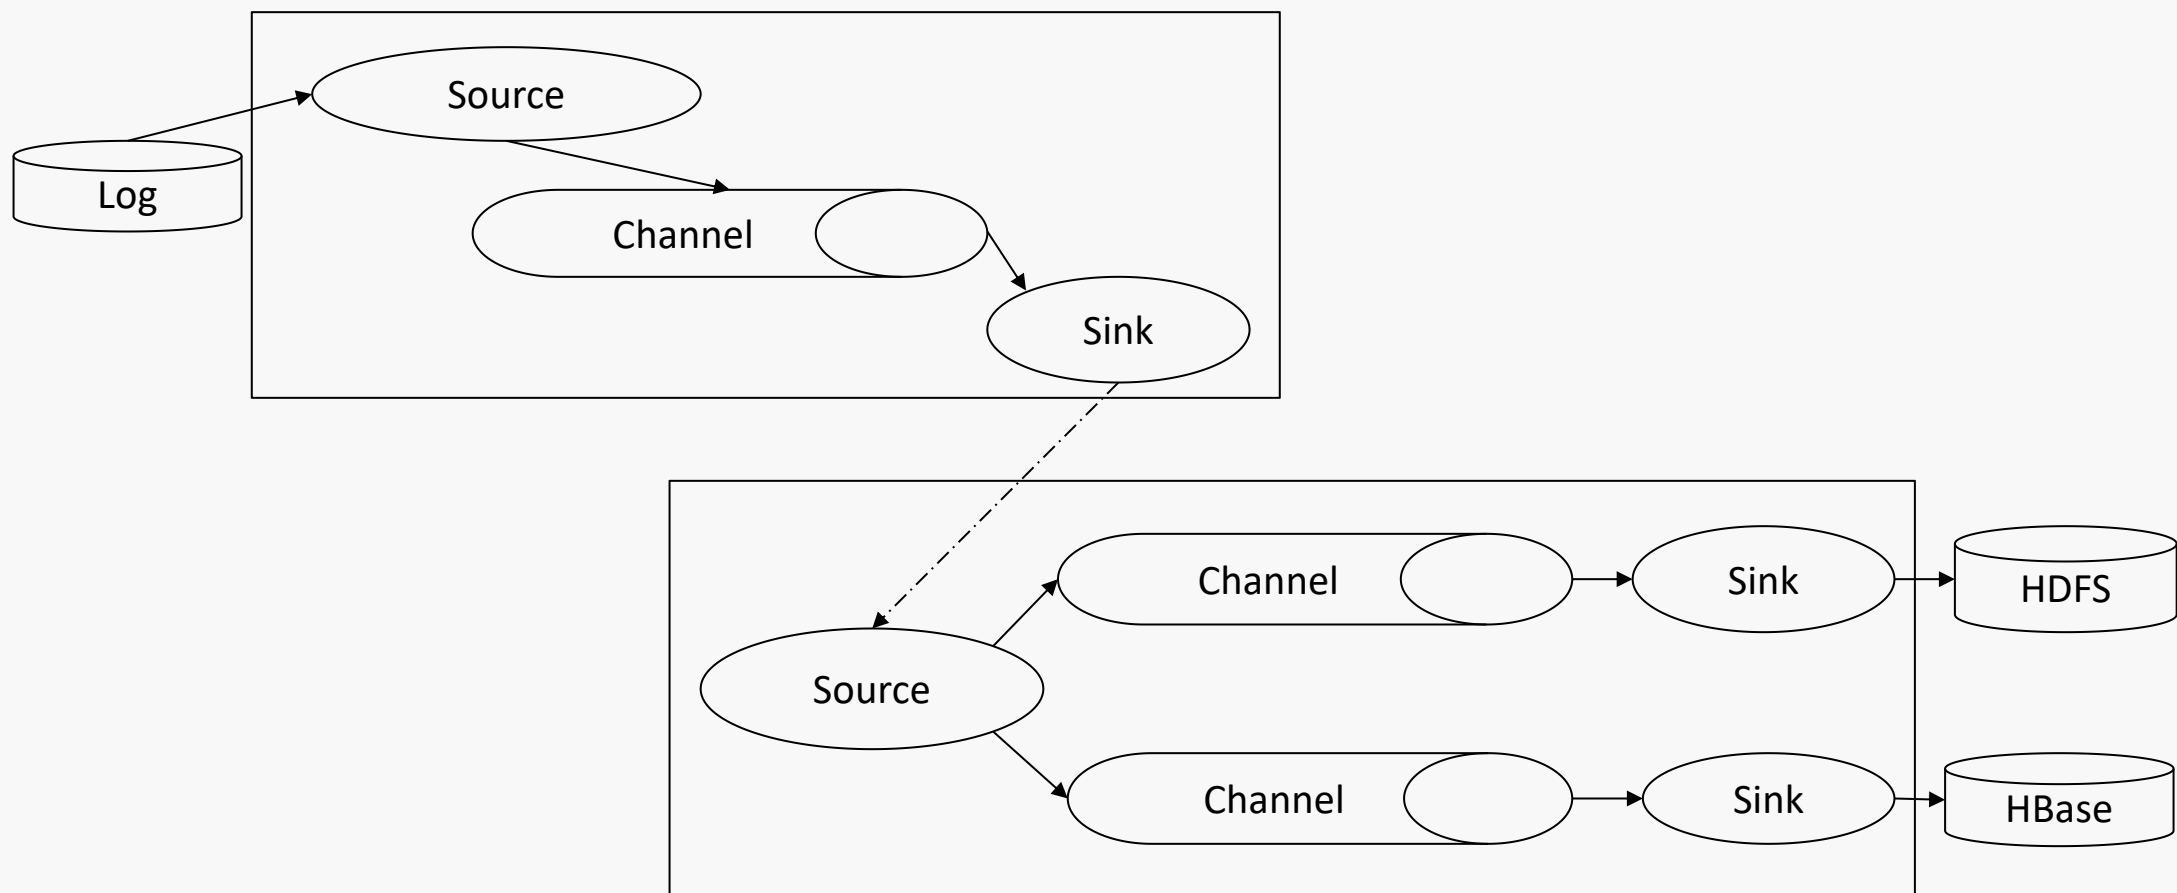 Source
Log
Channel
Sink
Channel
Sink
HDFS
Source
Channel
Sink
HBase